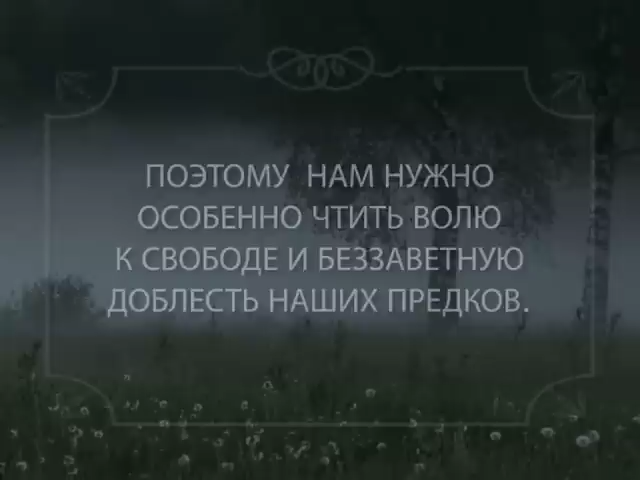 ПОЭТОМУ НАМ НУЖНО
ОСОБЕННО ЧТИТЬ ВОЛЮ
К СВОБОДЕ И БЕЗЗАВЕТНУЮ
ДОБЛЕСТЬ НАШИХ ПРЕДКОВ.